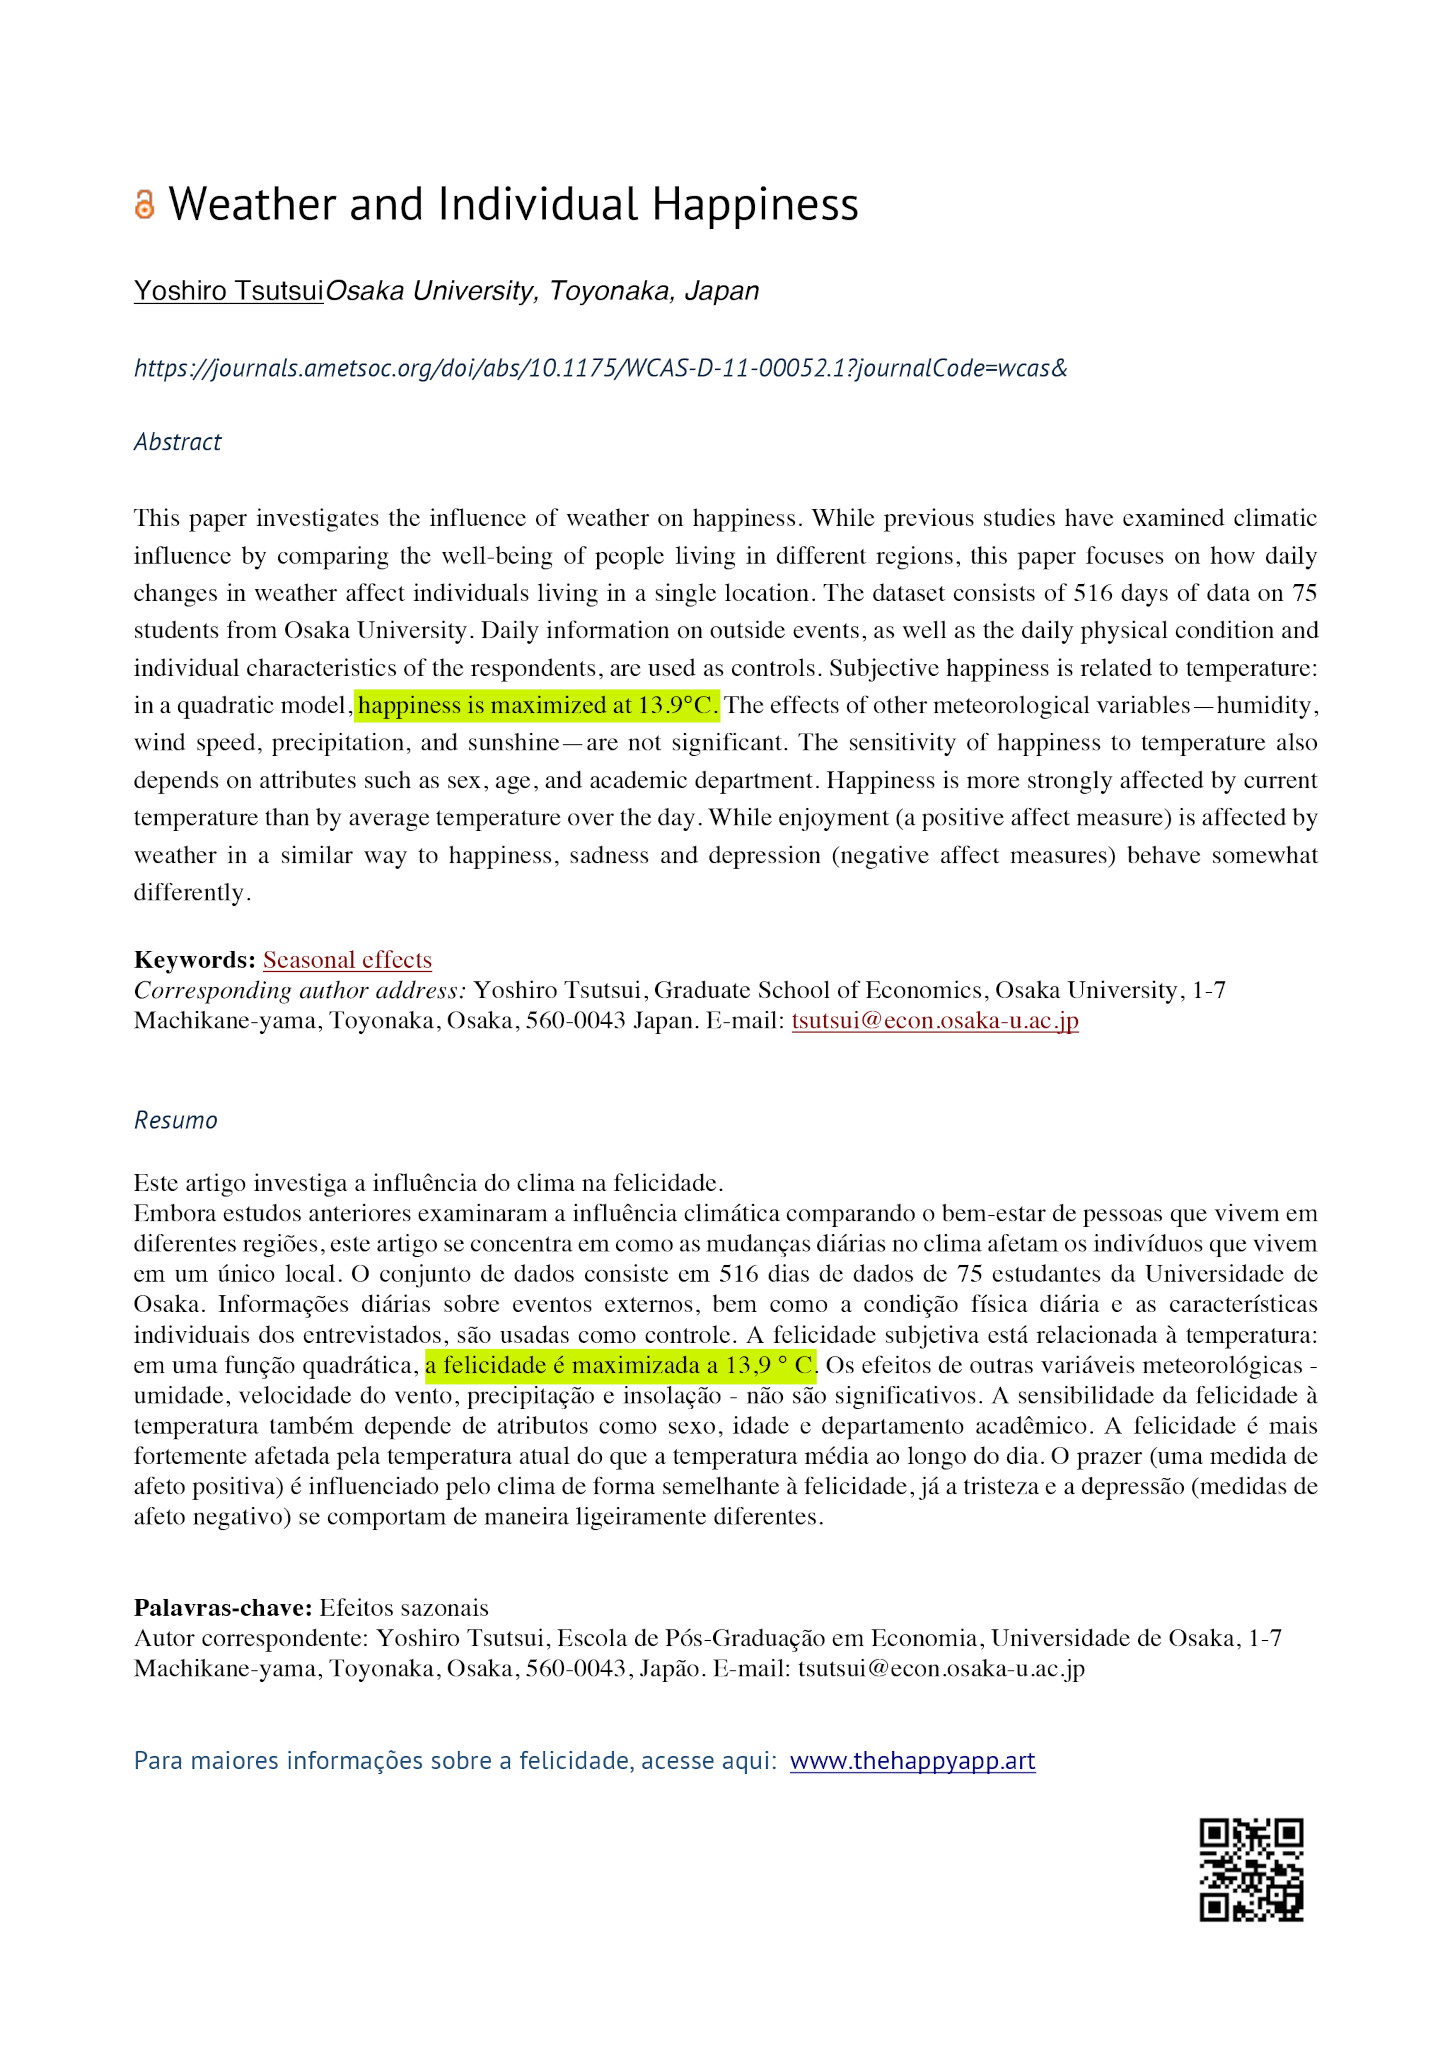 Weather and Individual Happiness
Yoshiro TsutsuiOsaka University, Toyonaka, Japan
https://journals.ametsoc.org/doi/abs/10.1175/WCAS-D-11-00052.1?journalCode=wcas&
Abstract
This paper investigates the influence of weather on happiness. While previous studies have examined climatic
influence by comparing the well-being of people living in different regions, this paper focuses on how daily
changes in weather affect individuals living in a single location. The dataset consists of 516 days of data on 75
students from Osaka University. Daily information on outside events, as well as the daily physical condition and
individual characteristics of the respondents, are used as controls. Subjective happiness is related to temperature:
in a quadratic model, happiness is maximized at 13.9°C. The effects of other meteorological variables—humidity,
wind speed, precipitation, and sunshine—are not significant. The sensitivity of happiness to temperature also
depends on attributes such as sex, age, and academic department. Happiness is more strongly affected by current
temperature than by average temperature over the day. While enjoyment (a positive affect measure) is affected by
weather in a similar way to happiness, sadness and depression (negative affect measures) behave somewhat
differently.
Keywords: Seasonal effects
Corresponding author address: Yoshiro Tsutsui, Graduate School of Economics, Osaka University, 1-7
Machikane-yama, Toyonaka, Osaka, 560-0043 Japan. E-mail: tsutsui@econ.osaka-u.ac.jp
Resumo
Este artigo investiga a influência do clima na felicidade.
Embora estudos anteriores examinaram a influência climática comparando o bem-estar de pessoas que vivem em
diferentes regiões, este artigo se concentra em como as mudanças diárias no clima afetam os indivíduos que vivem
em um único local. O conjunto de dados consiste em 516 dias de dados de 75 estudantes da Universidade de
Osaka. Informações diárias sobre eventos externos, bem como a condição física diária e as características
individuais dos entrevistados, são usadas como controle. A felicidade subjetiva está relacionada à temperatura:
em uma função quadrática, a felicidade é maximizada a 13,9 ° C. Os efeitos de outras variáveis meteorológicas -
umidade, velocidade do vento, precipitação e insolação - não são significativos. A sensibilidade da felicidade à
temperatura também depende de atributos como sexo, idade e departamento acadêmico. A felicidade é mais
fortemente afetada pela temperatura atual do que a temperatura média ao longo do dia. O prazer (uma medida de
afeto positiva) é influenciado pelo clima de forma semelhante à felicidade, já a tristeza e a depressão (medidas de
afeto negativo) se comportam de maneira ligeiramente diferentes.
Palavras-chave: Efeitos sazonais
Autor correspondente: Yoshiro Tsutsui, Escola de Pós-Graduação em Economia, Universidade de Osaka, 1-7
Machikane-yama, Toyonaka, Osaka, 560-0043, Japão. E-mail: tsutsui@econ.osaka-u.ac.jp
Para maiores informações sobre a felicidade, acesse aqui: www.thehappyapp.art